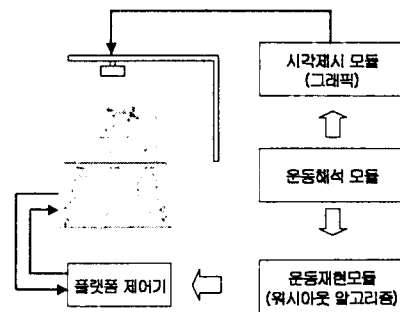 시각제시 모듈
(그래픽)
운동해석 모듈
운동재현모듈
(워시아웃 알고리즘)
플랫폼 제어기